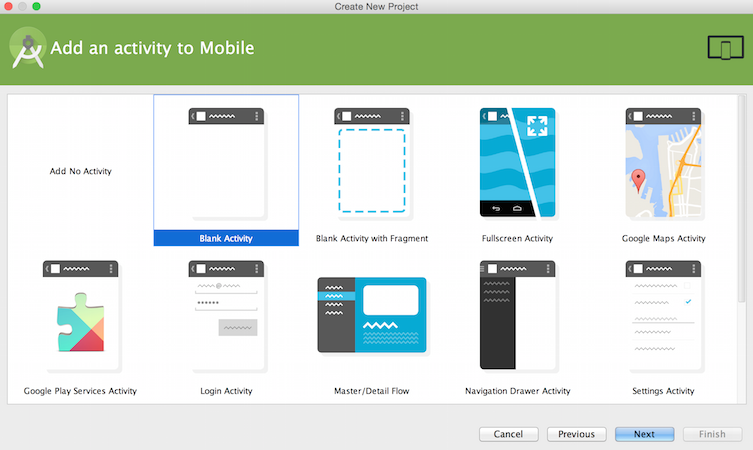 Create New Project
Add an activity to Mobile
Add No Activity
Blank Activity
Blank Activity with Fragment
Fullscreen Activity
Google Maps Activity
Google Play Services Activity
Login Activity
Master/Detail Flow
Navigation Drawer Activity
Settings Activity
Cancel
Previous
Next
Finish